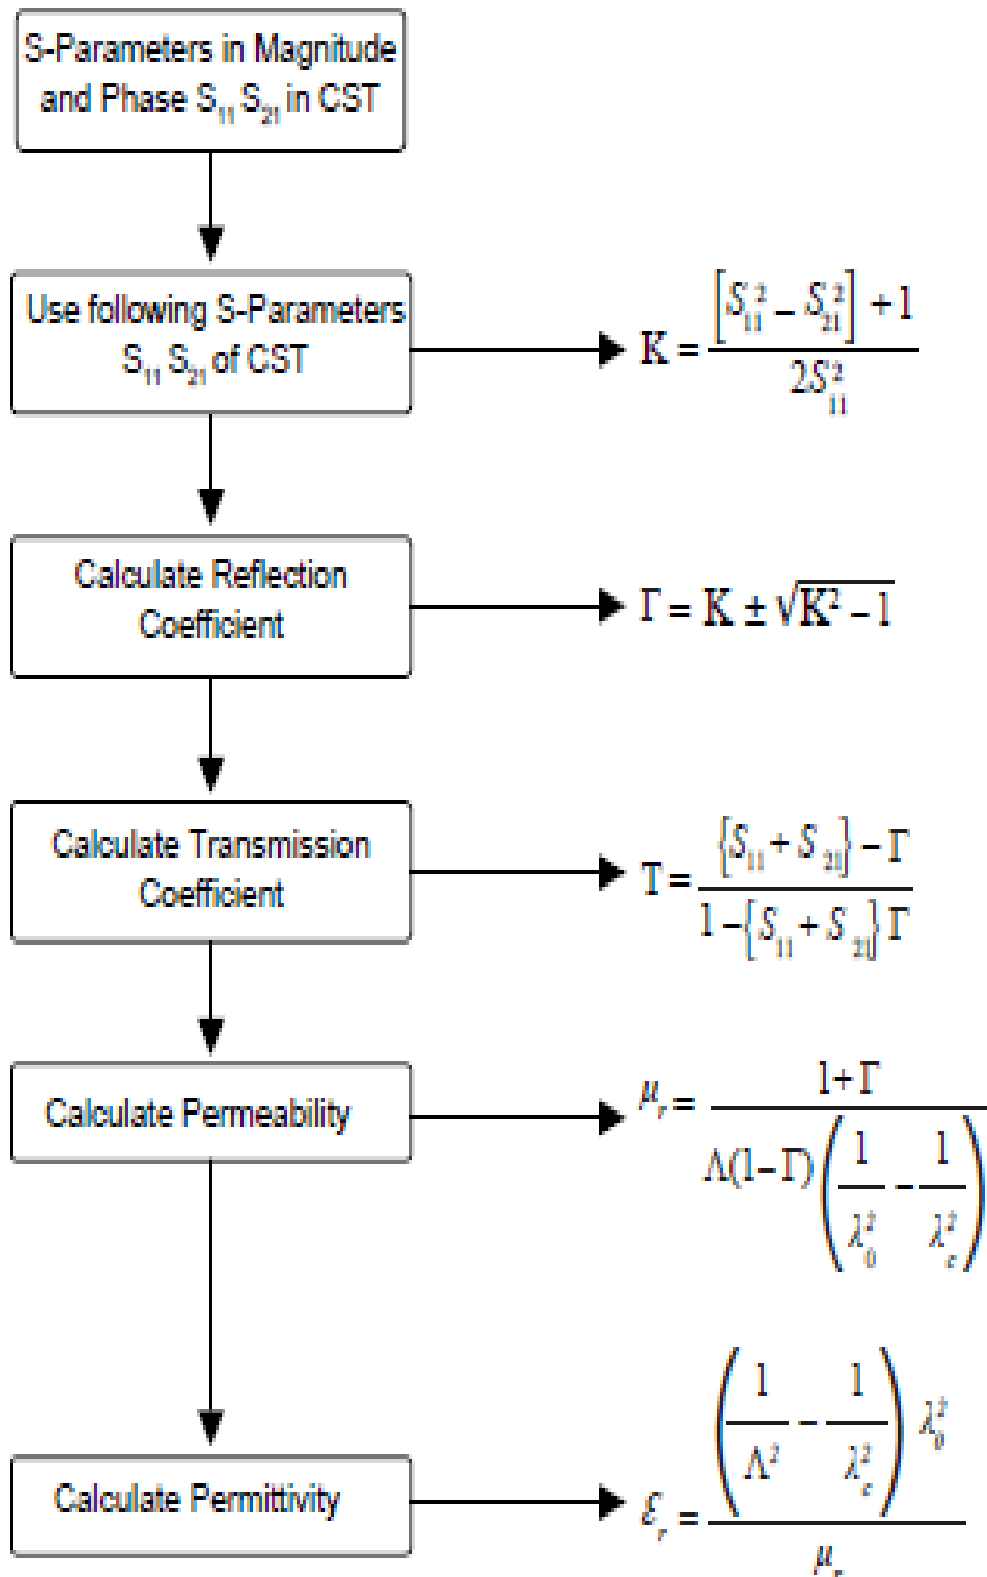 S-Parameters in Magnitude
and Phase S₁₁ S₂₁ in CST
Use following S-Parameters
S₁₁ S₂₁ of CST
K = [S₁₁² − S₂₁²] + 1 / 2S₁₁²
Calculate Reflection
Coefficient
Γ = K ± √(K² − 1)
Calculate Transmission
Coefficient
T = {S₁₁ + S₂₁} − Γ / 1 − {S₁₁ + S₂₁} Γ
Calculate Permeability
μᵣ = 1 + Γ / Λ(1 − Γ) (1/λ₀² − 1/λc²)
Calculate Permittivity
εᵣ = (1/Λ² − 1/λc²) λ₀² / μᵣ